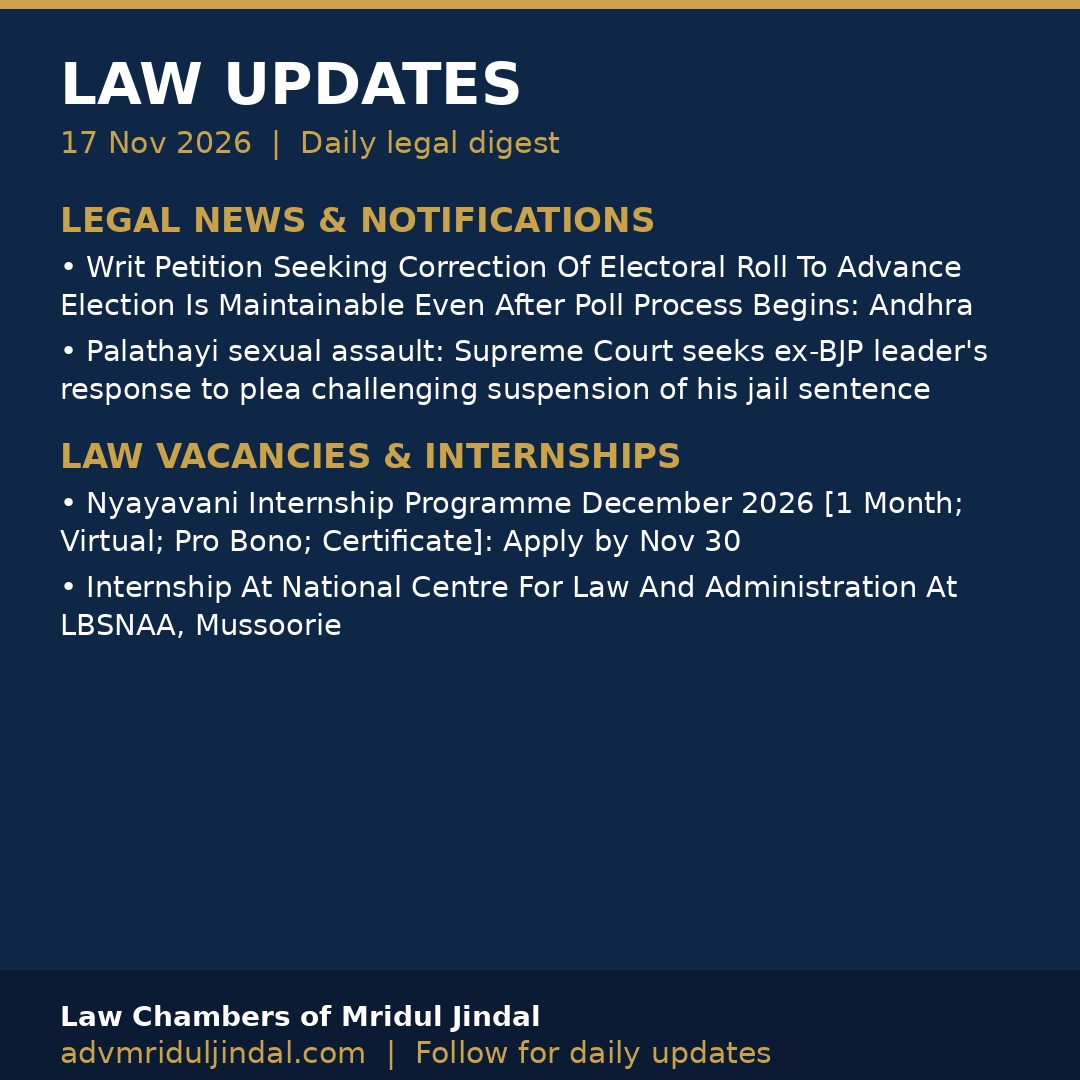 LAW UPDATES
17 Nov 2026 | Daily legal digest
LEGAL NEWS & NOTIFICATIONS
• Writ Petition Seeking Correction Of Electoral Roll To Advance
Election Is Maintainable Even After Poll Process Begins: Andhra
• Palathayi sexual assault: Supreme Court seeks ex-BJP leader's
response to plea challenging suspension of his jail sentence
LAW VACANCIES & INTERNSHIPS
• Nyayavani Internship Programme December 2026 [1 Month;
Virtual; Pro Bono; Certificate]: Apply by Nov 30
• Internship At National Centre For Law And Administration At
LBSNAA, Mussoorie
Law Chambers of Mridul Jindal
advmriduljindal.com | Follow for daily updates